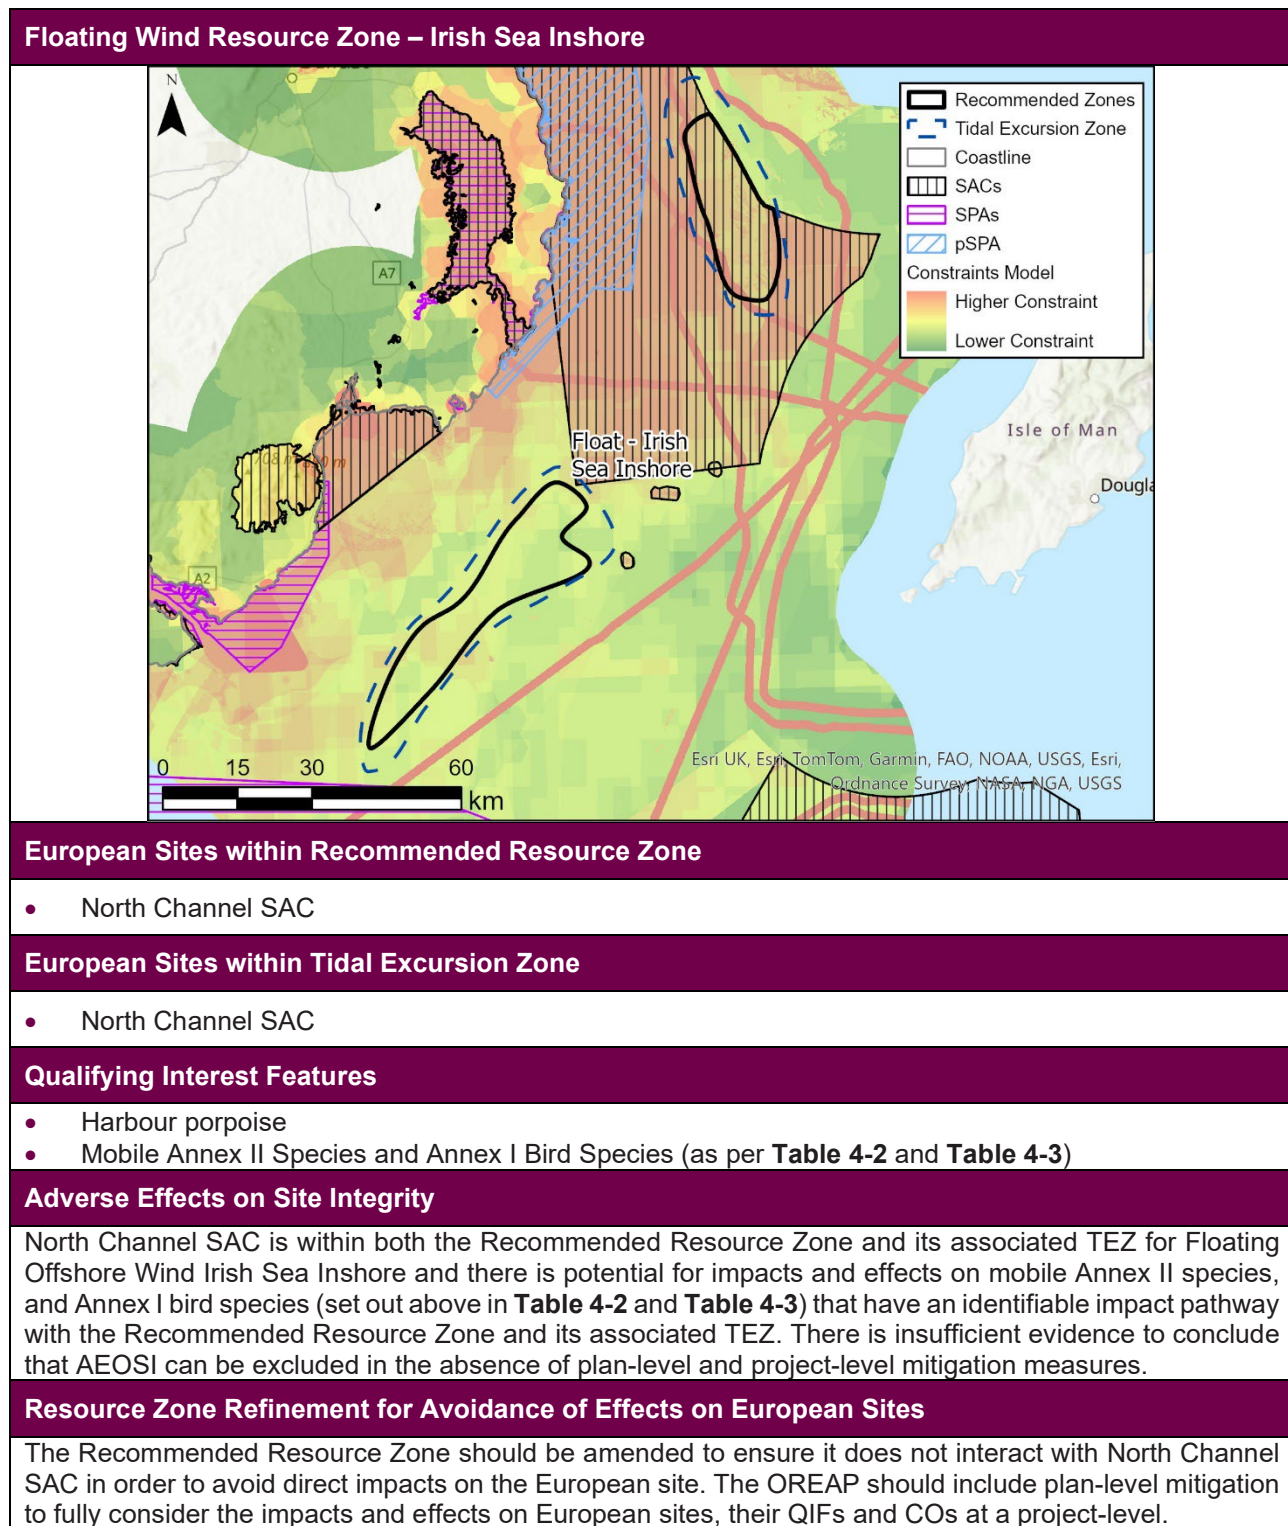 Floating Wind Resource Zone – Irish Sea Inshore
N
Recommended Zones
Tidal Excursion Zone
Coastline
SACs
SPAs
pSPA
Constraints Model
Higher Constraint
Lower Constraint
A7
Float - Irish
Sea Inshore
Isle of Man
Dougla
A2
0 15 30 60
km
Esri UK, Esri, TomTom, Garmin, FAO, NOAA, USGS, Esri,
Ordnance Survey, NASA, NGA, USGS
European Sites within Recommended Resource Zone
• North Channel SAC
European Sites within Tidal Excursion Zone
• North Channel SAC
Qualifying Interest Features
• Harbour porpoise
• Mobile Annex II Species and Annex I Bird Species (as per Table 4-2 and Table 4-3)
Adverse Effects on Site Integrity
North Channel SAC is within both the Recommended Resource Zone and its associated TEZ for Floating
Offshore Wind Irish Sea Inshore and there is potential for impacts and effects on mobile Annex II species,
and Annex I bird species (set out above in Table 4-2 and Table 4-3) that have an identifiable impact pathway
with the Recommended Resource Zone and its associated TEZ. There is insufficient evidence to conclude
that AEOSI can be excluded in the absence of plan-level and project-level mitigation measures.
Resource Zone Refinement for Avoidance of Effects on European Sites
The Recommended Resource Zone should be amended to ensure it does not interact with North Channel
SAC in order to avoid direct impacts on the European site. The OREAP should include plan-level mitigation
to fully consider the impacts and effects on European sites, their QIFs and COs at a project-level.